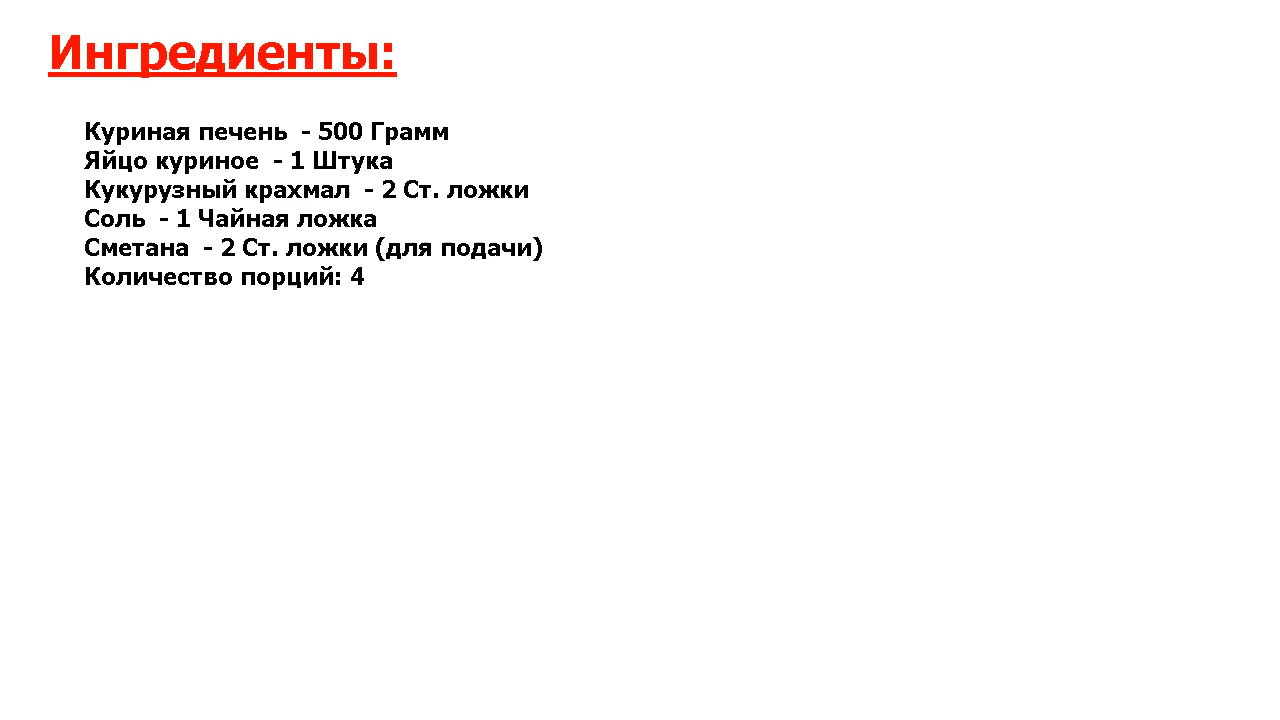 Ингредиенты:
Куриная печень - 500 Грамм
Яйцо куриное - 1 Штука
Кукурузный крахмал - 2 Ст. ложки
Соль - 1 Чайная ложка
Сметана - 2 Ст. ложки (для подачи)
Количество порций: 4